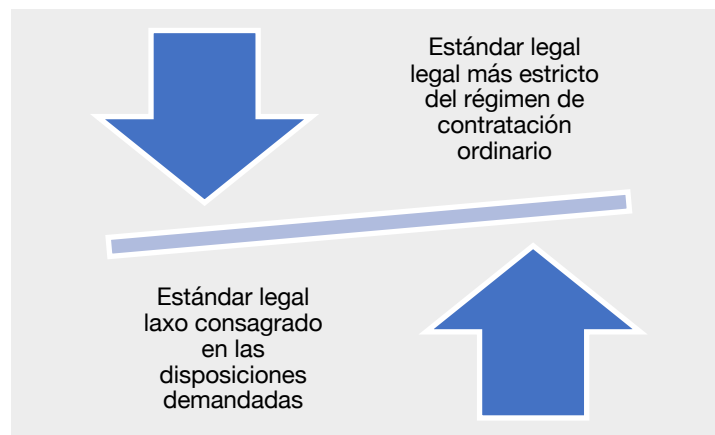 Estándar legal
legal más estricto
del régimen de
contratación
ordinario
Estándar legal
laxo consagrado
en las
disposiciones
demandadas